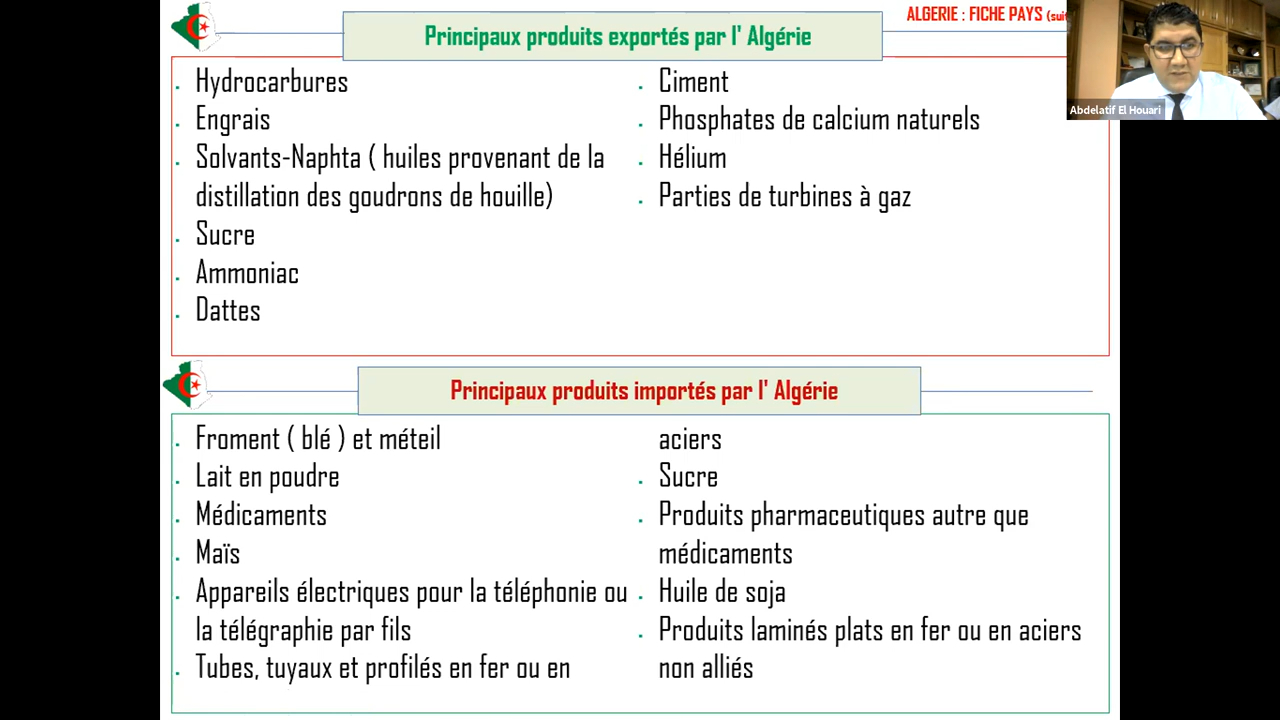 ALGERIE : FICHE PAYS
Principaux produits exportés par l' Algérie
Hydrocarbures
Engrais
Solvants-Naphta ( huiles provenant de la
distillation des goudrons de houille)
Sucre
Ammoniac
Dattes
Ciment
Phosphates de calcium naturels
Hélium
Parties de turbines à gaz
Abdelatif El Houari
Principaux produits importés par l' Algérie
Froment ( blé ) et méteil
Lait en poudre
Médicaments
Maïs
Appareils électriques pour la téléphonie ou
la télégraphie par fils
Tubes, tuyaux et profilés en fer ou en
aciers
Sucre
Produits pharmaceutiques autre que
médicaments
Huile de soja
Produits laminés plats en fer ou en aciers
non alliés